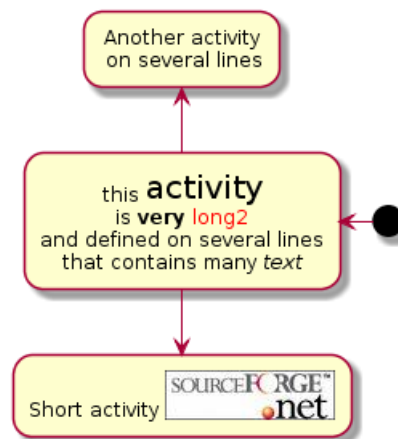 Another activity
on several lines
this activity
is very long2
and defined on several lines
that contains many text
Short activity SOURCEFORGE™
.net